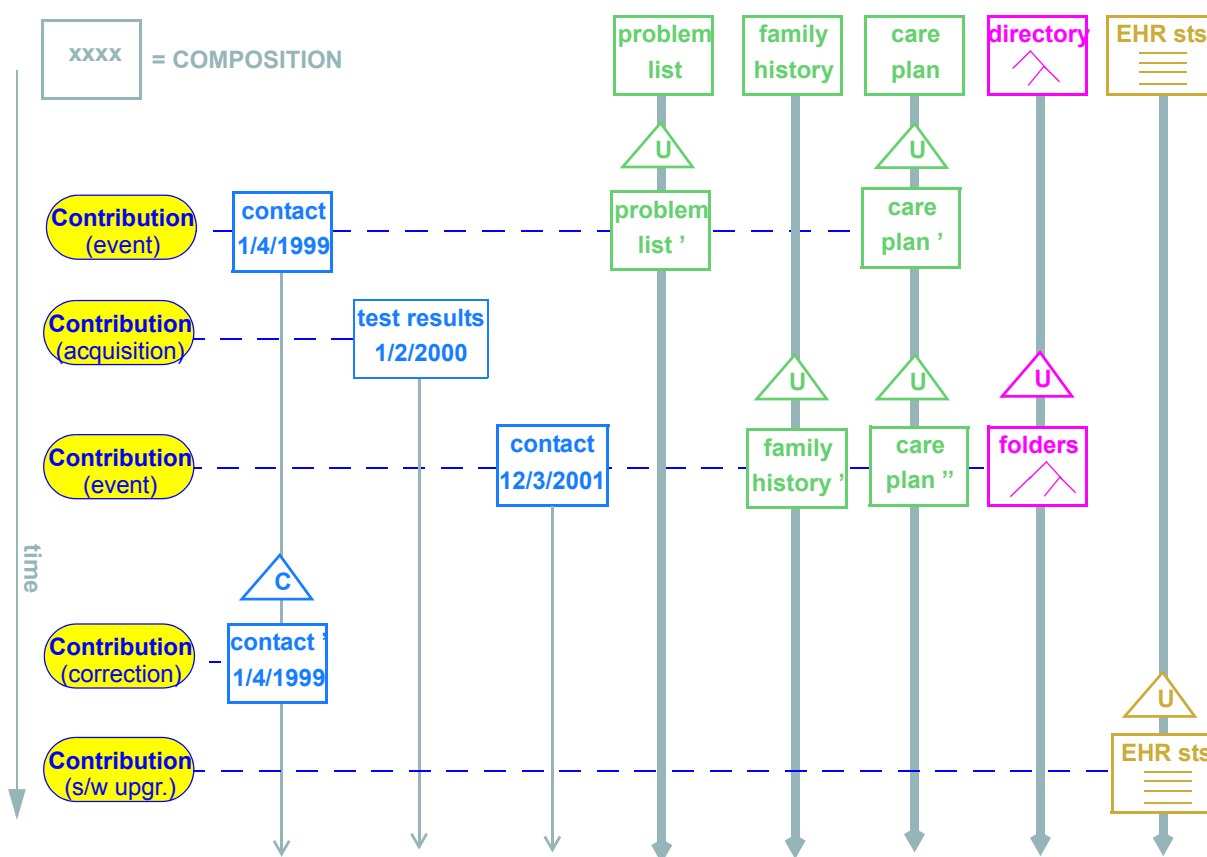 xxxx
= COMPOSITION
problem
list
family
history
care
plan
directory
EHR sts
U
U
Contribution
(event)
contact
1/4/1999
problem
list ’
care
plan ’
Contribution
(acquisition)
test results
1/2/2000
U
U
U
Contribution
(event)
contact
12/3/2001
family
history ’
care
plan ”
folders
time
C
Contribution
(correction)
contact ’
1/4/1999
U
Contribution
(s/w upgr.)
EHR sts